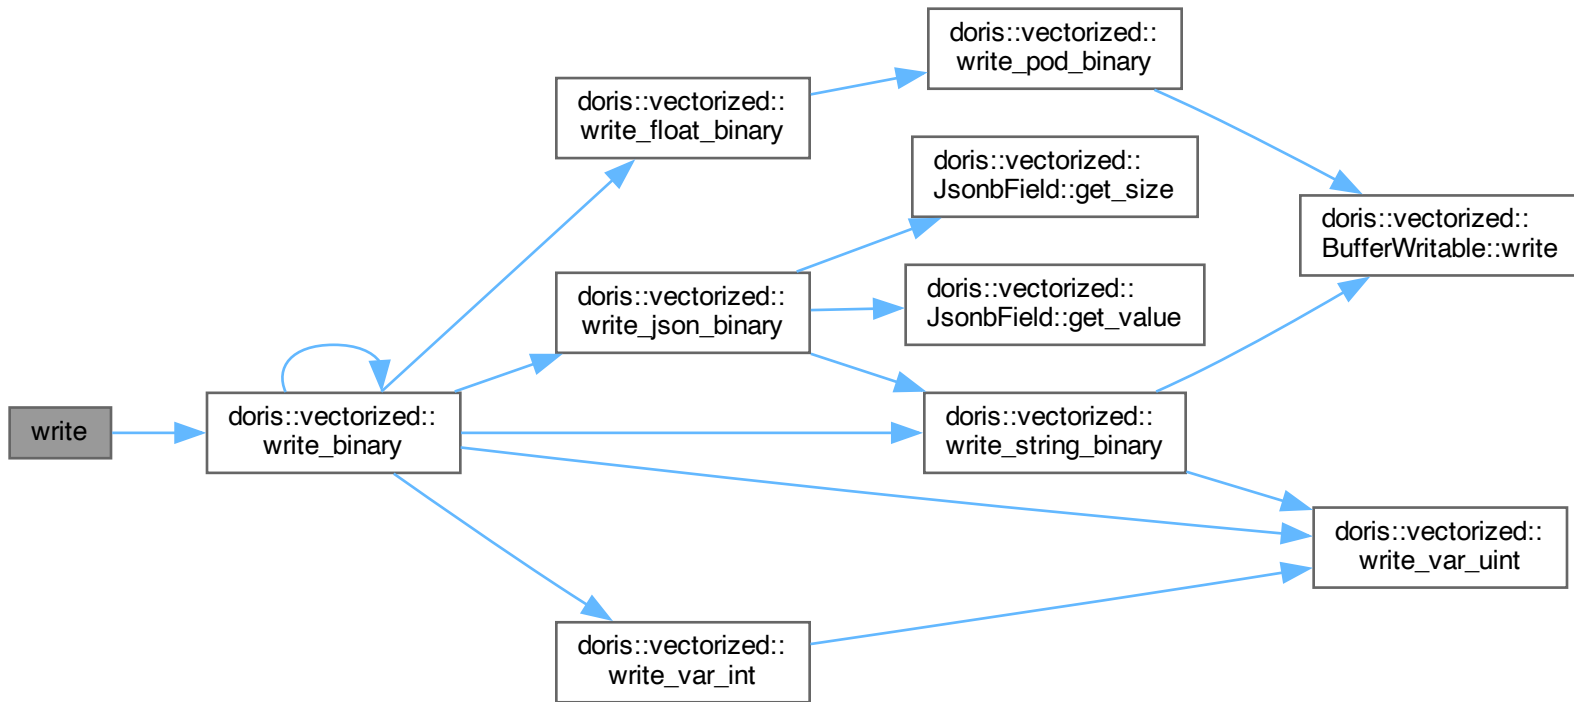 write
doris::vectorized::
write_binary
doris::vectorized::
write_float_binary
doris::vectorized::
write_json_binary
doris::vectorized::
write_var_int
doris::vectorized::
write_pod_binary
doris::vectorized::
JsonbField::get_size
doris::vectorized::
JsonbField::get_value
doris::vectorized::
write_string_binary
doris::vectorized::
BufferWritable::write
doris::vectorized::
write_var_uint